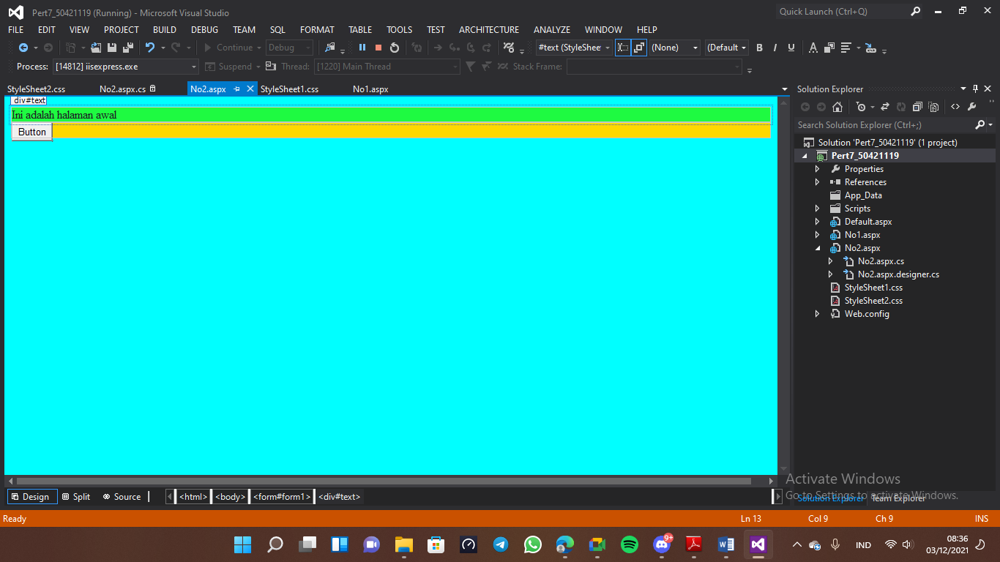 Pert7_50421119 (Running) - Microsoft Visual Studio
Quick Launch (Ctrl+Q)
FILE EDIT VIEW PROJECT BUILD DEBUG TEAM SQL FORMAT TABLE TOOLS TEST ARCHITECTURE ANALYZE WINDOW HELP
Continue Debug #text (StyleShee (None) (Default B I U A
Process: [14812] iisexpress.exe Suspend Thread: [1220] Main Thread Stack Frame:
StyleSheet2.css No2.aspx.cs No2.aspx StyleSheet1.css No1.aspx
div#text
Ini adalah halaman awal
Button
Solution Explorer
Search Solution Explorer (Ctrl+;)
Solution 'Pert7_50421119' (1 project)
Pert7_50421119
Properties
References
App_Data
Scripts
Default.aspx
No1.aspx
No2.aspx
No2.aspx.cs
No2.aspx.designer.cs
StyleSheet1.css
StyleSheet2.css
Web.config
Activate Windows
Go to Settings to activate Windows.
Solution Explorer Team Explorer
Design Split Source <html> <body> <form#form1> <div#text>
Ready Ln 13 Col 9 Ch 9 INS
9+
IND
08:36
03/12/2021